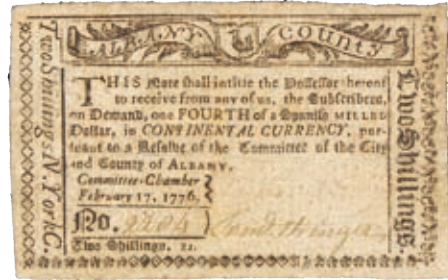 ALBANY COUNTY
Two Shillings N. York C.
THIS Note shall intitle the Possessor hereof
to receive from any of us, the Subscribers,
on Demand, one FOURTH of a Spanish MILLED
Dollar, in CONTINENTAL CURRENCY, pur-
suant to a Resolve of the Committee of the City
and County of ALBANY.
Committee-Chamber
February 17, 1776,
No.
Two Shillings. 2s.
Two Shillings.